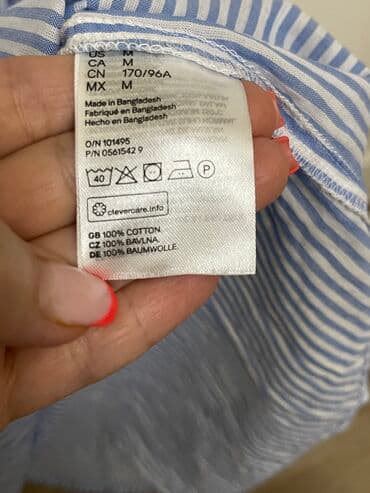 US M
CA M
CN 170/96A
MX M
Made in Bangladesh
Fabriqué en Bangladesh
Hecho en Bangladesh
O/N 101495
P/N 0561542 9
40 P
clevercare.info
GB 100% COTTON
CZ 100% BAVLNA.
DE 100% BAUMWOLLE.